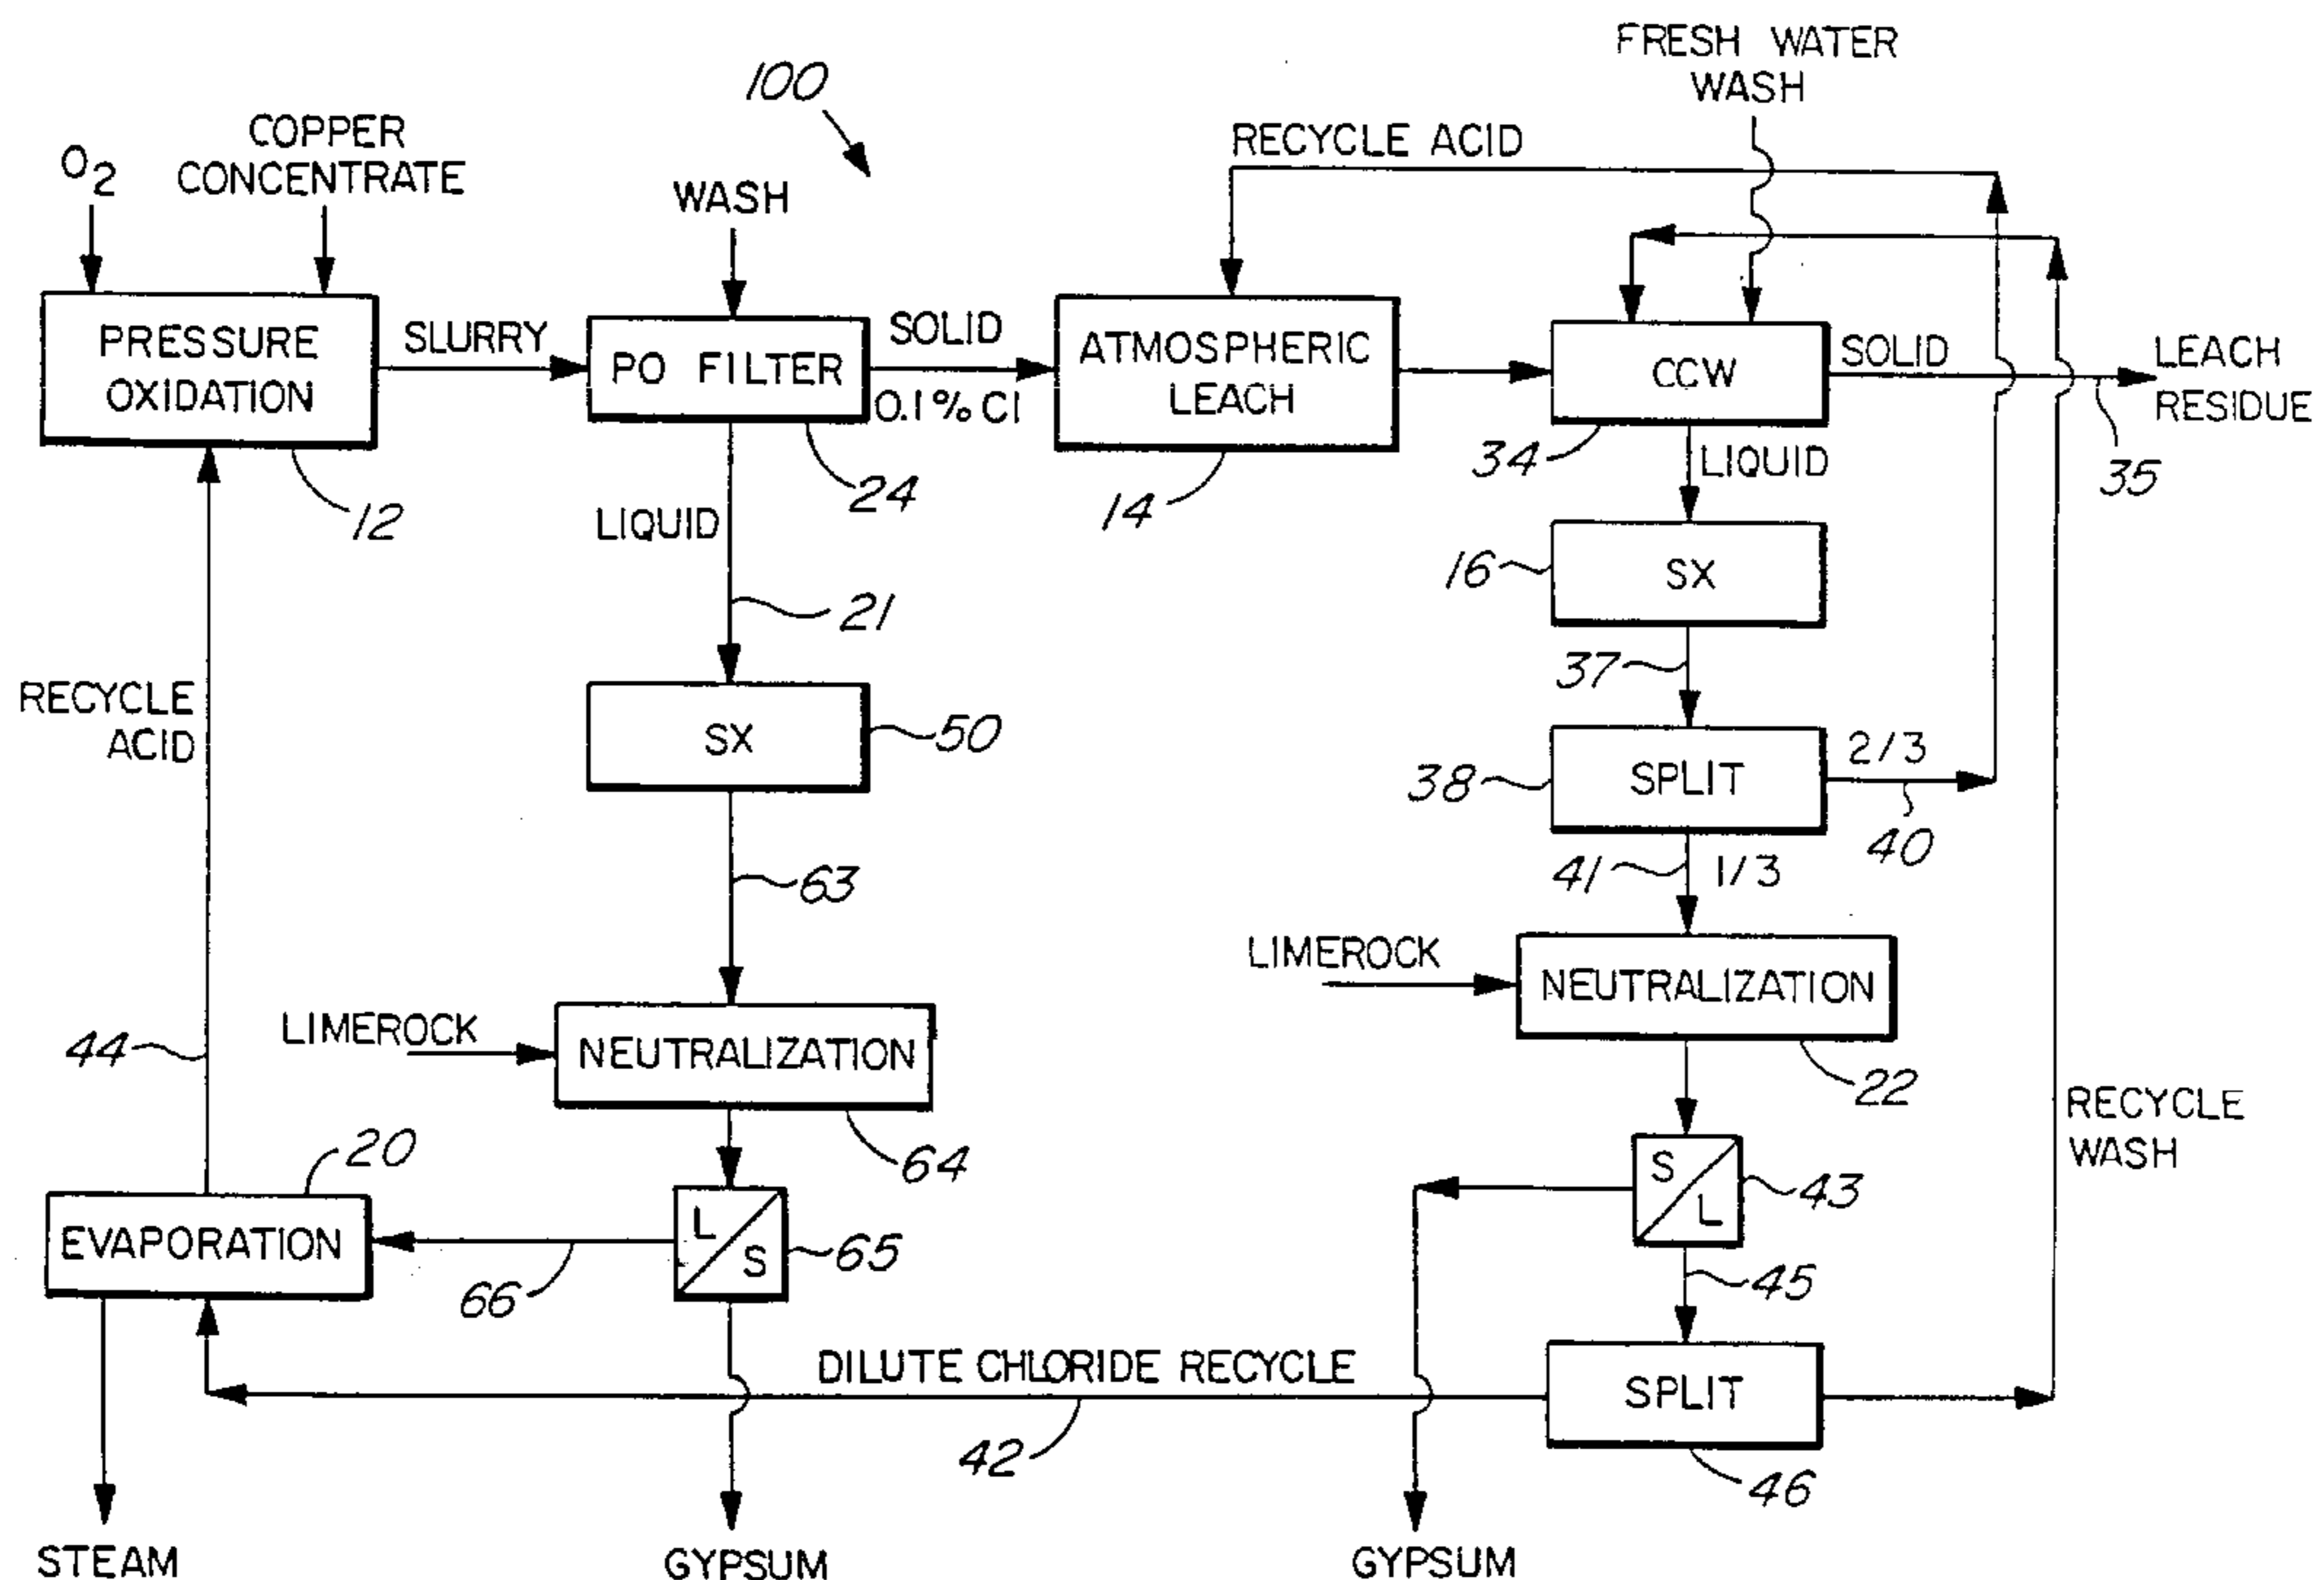 FRESH WATER
WASH
100
RECYCLE ACID
COPPER
CONCENTRATE
O2
WASH
PRESSURE
OXIDATION
SLURRY
PO FILTER
SOLID
0.1% Cl
ATMOSPHERIC
LEACH
CCW
SOLID
LEACH
RESIDUE
12
24
14
34
LIQUID
35
LIQUID
21
16
SX
37
RECYCLE
ACID
SX
50
38
SPLIT
2/3
40
63
41
1/3
LIMEROCK
NEUTRALIZATION
22
44
LIMEROCK
NEUTRALIZATION
64
RECYCLE
WASH
20
EVAPORATION
66
L
S
65
S
L
43
45
DILUTE CHLORIDE RECYCLE
42
SPLIT
46
STEAM
GYPSUM
GYPSUM